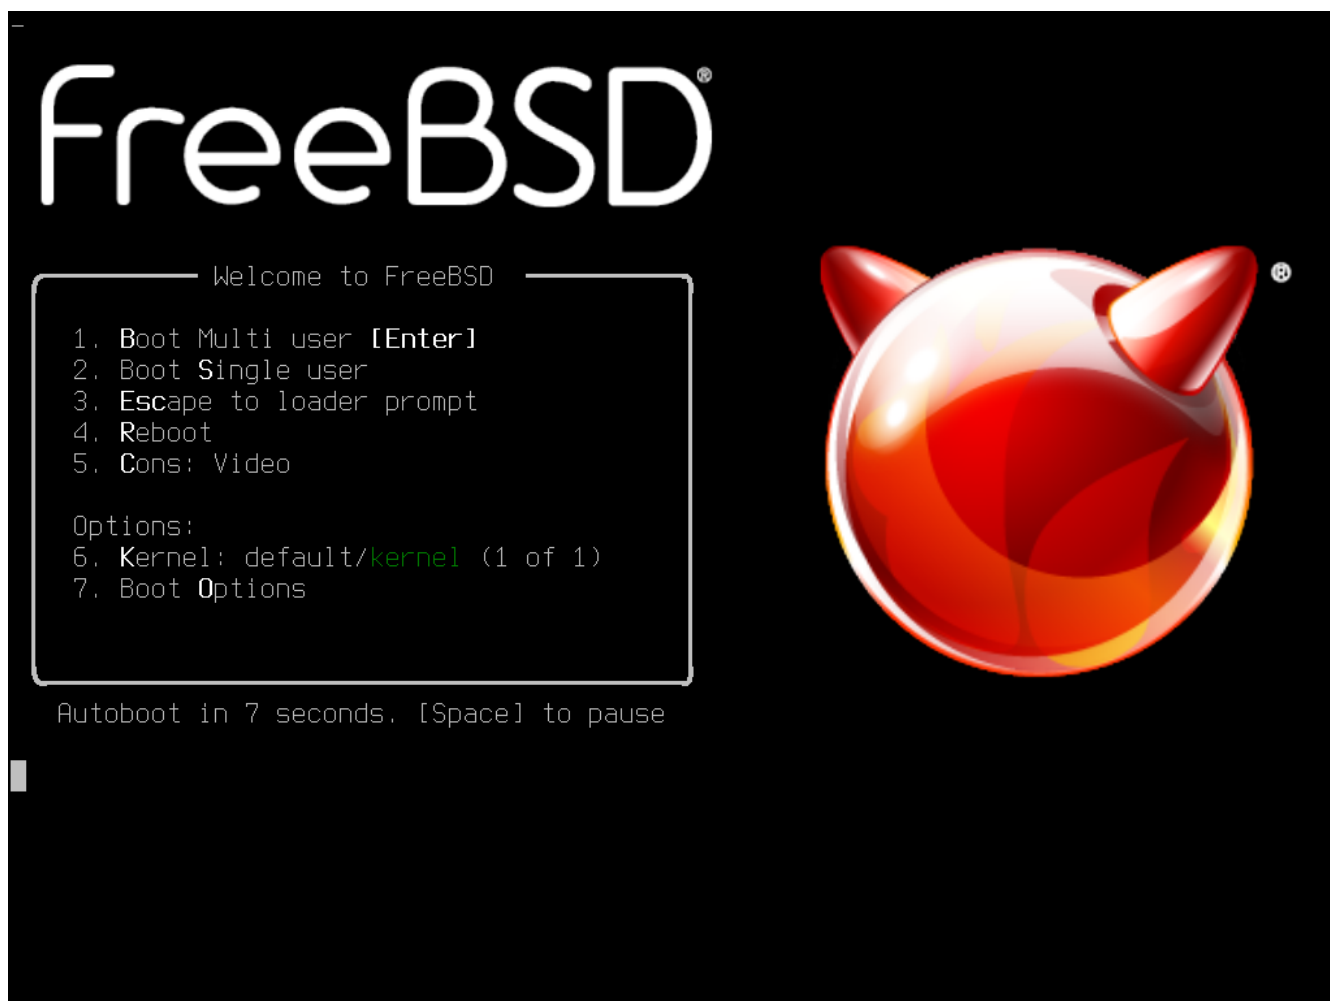 FreeBSD®
Welcome to FreeBSD
1. Boot Multi user [Enter]
2. Boot Single user
3. Escape to loader prompt
4. Reboot
5. Cons: Video
Options:
6. Kernel: default/kernel (1 of 1)
7. Boot Options
Autoboot in 7 seconds. [Space] to pause
®